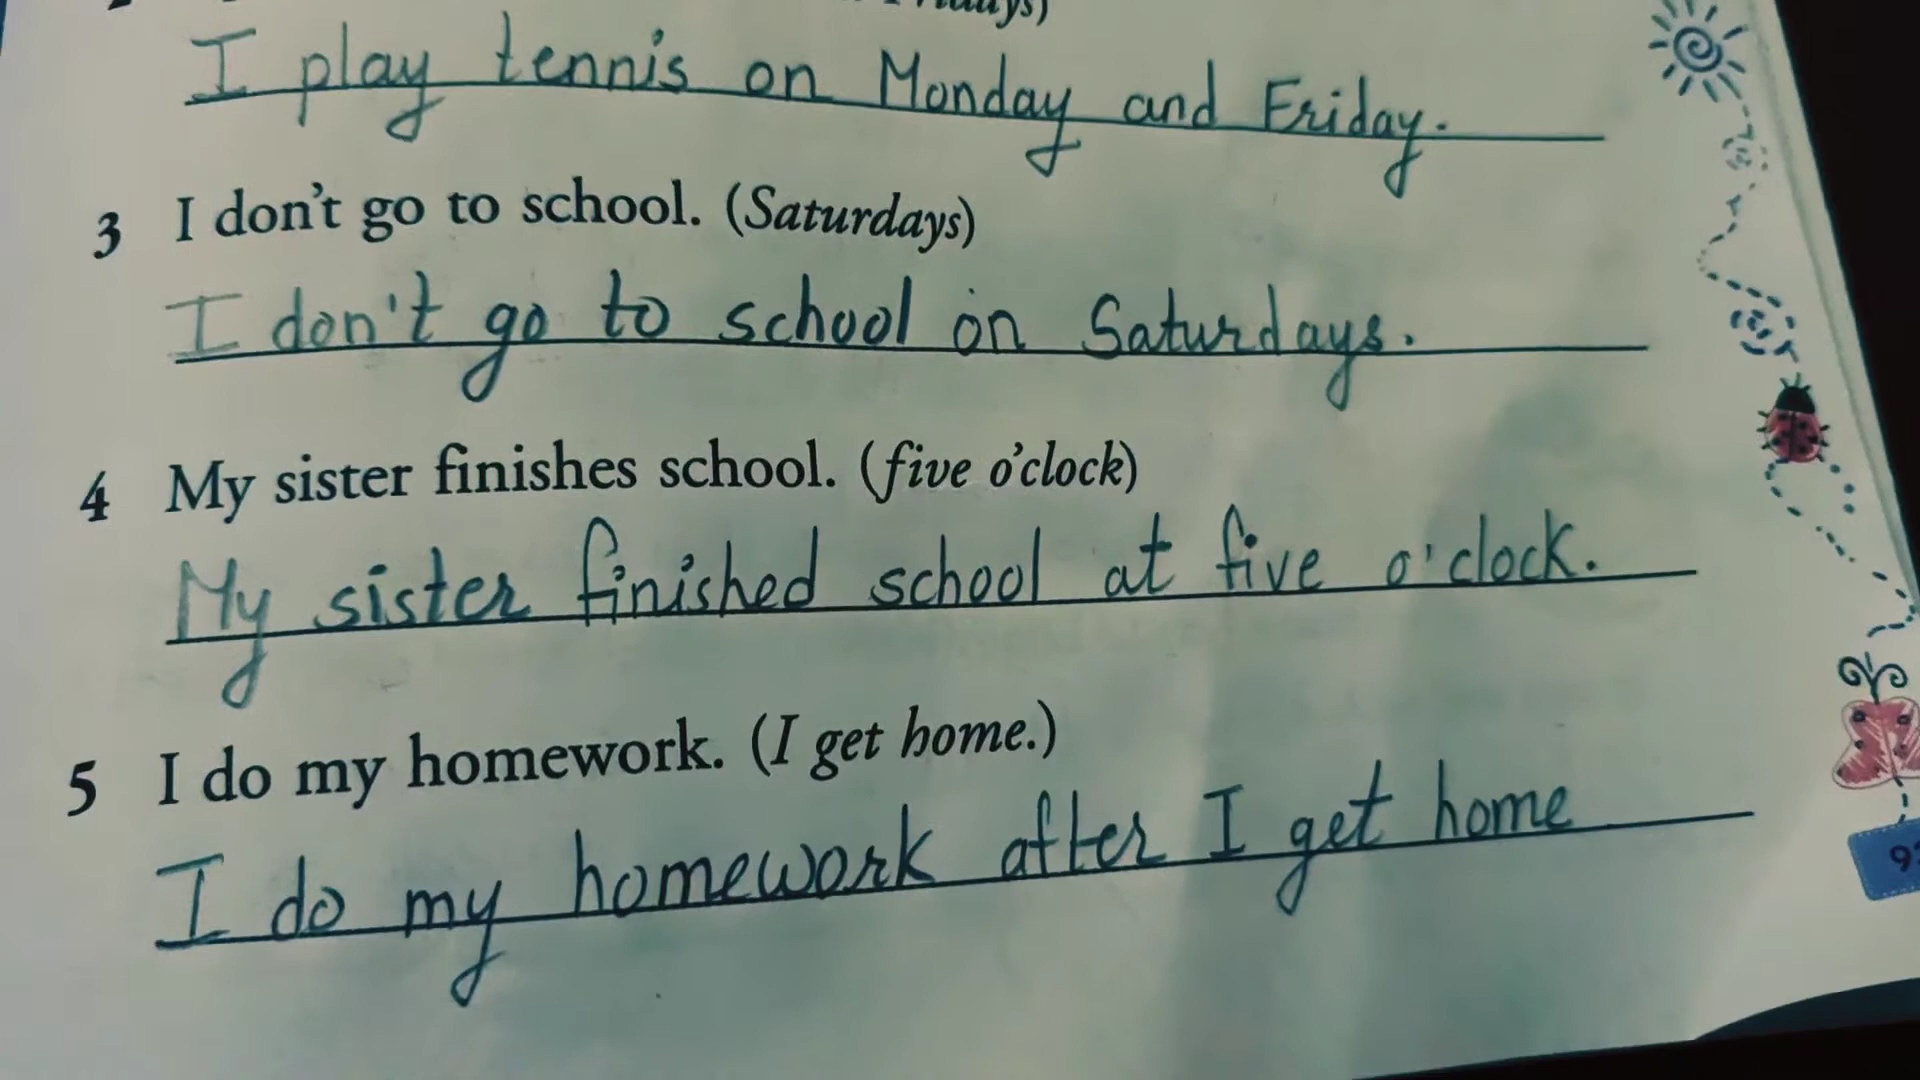 I play tennis on Monday and Friday.
3 I don't go to school. (Saturdays)
I don't go to school on Saturdays.
4 My sister finishes school. (five o'clock)
My sister finished school at five o'clock.
5 I do my homework. (I get home.)
I do my homework after I get home